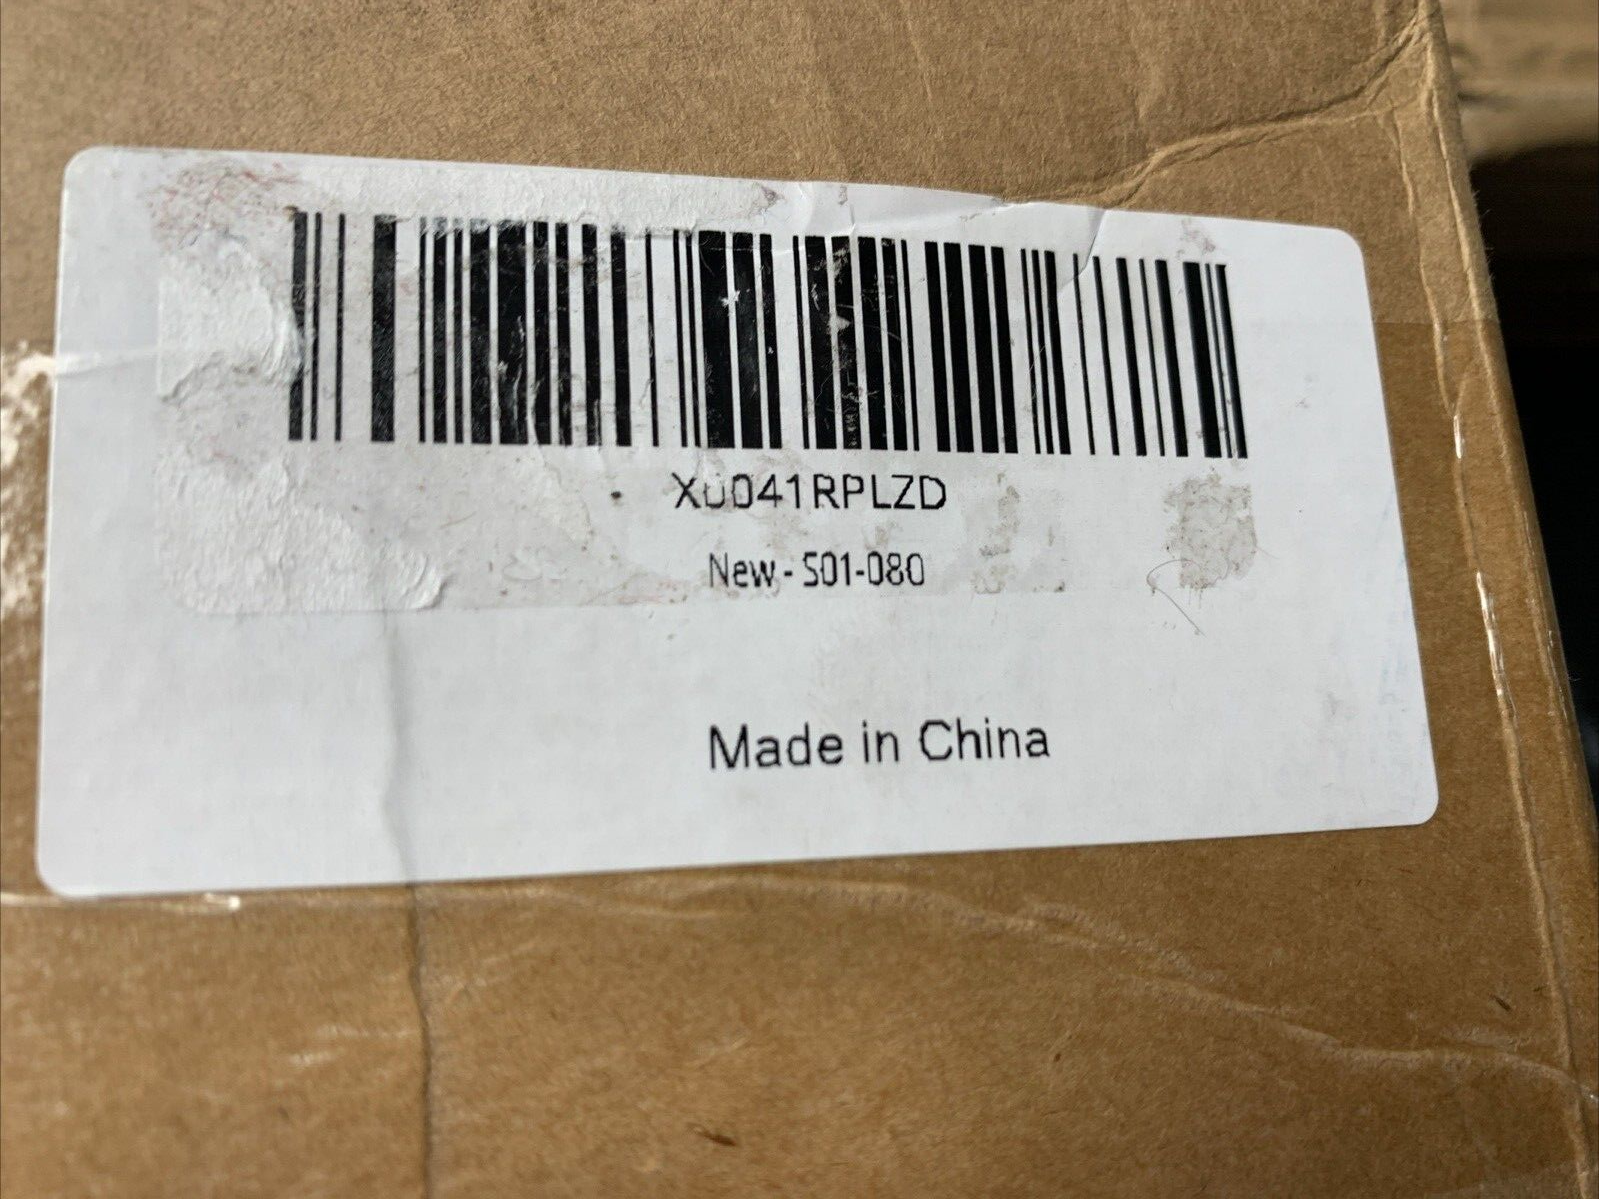 X0041RPLZD
New - S01-080
Made in China